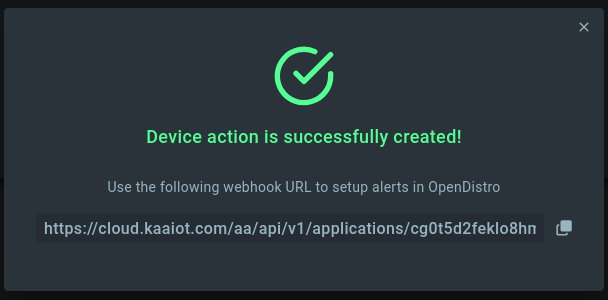 Device action is successfully created!
Use the following webhook URL to setup alerts in OpenDistro
https://cloud.kaaiot.com/aa/api/v1/applications/cg0t5d2feklo8hn